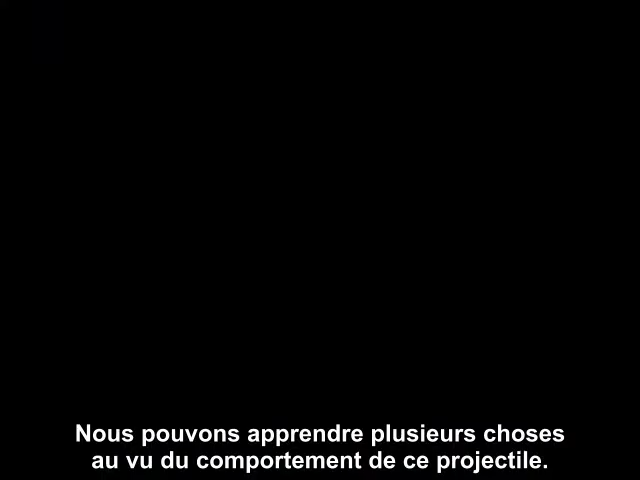 Nous pouvons apprendre plusieurs choses
au vu du comportement de ce projectile.